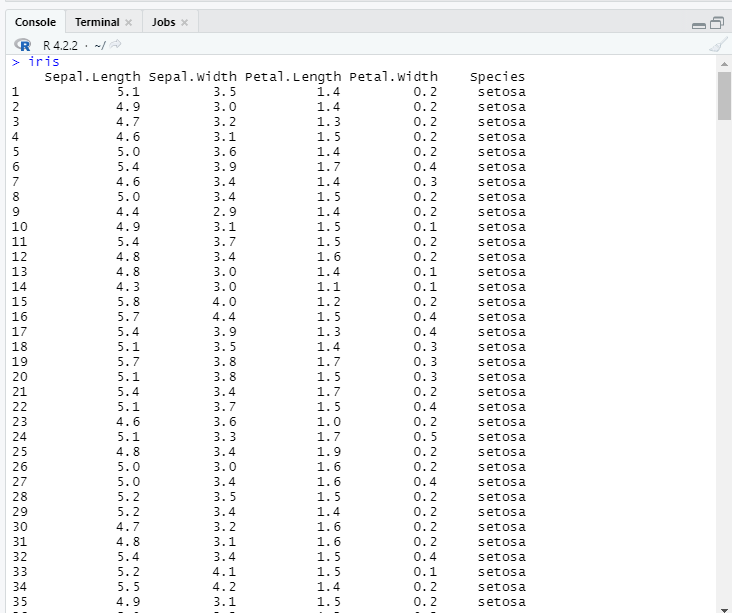 Console Terminal Jobs
R R 4.2.2 · ~/
> iris
Sepal.Length Sepal.Width Petal.Length Petal.Width Species
1 5.1 3.5 1.4 0.2 setosa
2 4.9 3.0 1.4 0.2 setosa
3 4.7 3.2 1.3 0.2 setosa
4 4.6 3.1 1.5 0.2 setosa
5 5.0 3.6 1.4 0.2 setosa
6 5.4 3.9 1.7 0.4 setosa
7 4.6 3.4 1.4 0.3 setosa
8 5.0 3.4 1.5 0.2 setosa
9 4.4 2.9 1.4 0.2 setosa
10 4.9 3.1 1.5 0.1 setosa
11 5.4 3.7 1.5 0.2 setosa
12 4.8 3.4 1.6 0.2 setosa
13 4.8 3.0 1.4 0.1 setosa
14 4.3 3.0 1.1 0.1 setosa
15 5.8 4.0 1.2 0.2 setosa
16 5.7 4.4 1.5 0.4 setosa
17 5.4 3.9 1.3 0.4 setosa
18 5.1 3.5 1.4 0.3 setosa
19 5.7 3.8 1.7 0.3 setosa
20 5.1 3.8 1.5 0.3 setosa
21 5.4 3.4 1.7 0.2 setosa
22 5.1 3.7 1.5 0.4 setosa
23 4.6 3.6 1.0 0.2 setosa
24 5.1 3.3 1.7 0.5 setosa
25 4.8 3.4 1.9 0.2 setosa
26 5.0 3.0 1.6 0.2 setosa
27 5.0 3.4 1.6 0.4 setosa
28 5.2 3.5 1.5 0.2 setosa
29 5.2 3.4 1.4 0.2 setosa
30 4.7 3.2 1.6 0.2 setosa
31 4.8 3.1 1.6 0.2 setosa
32 5.4 3.4 1.5 0.4 setosa
33 5.2 4.1 1.5 0.1 setosa
34 5.5 4.2 1.4 0.2 setosa
35 4.9 3.1 1.5 0.2 setosa